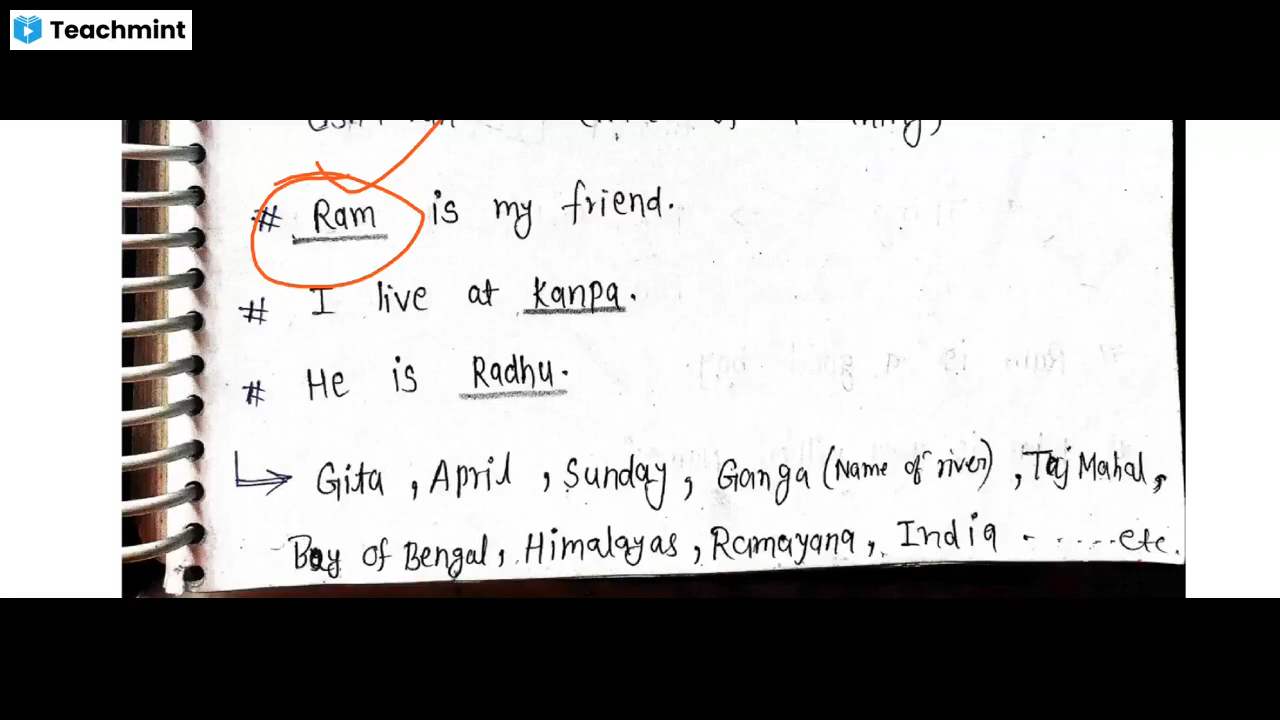 Teachmint
# Ram is my friend.
# I live at Kanpa.
# He is Radhu.
Gita , April , Sunday , Ganga (Name of river) , Taj Mahal ,
Bay of Bengal , Himalayas , Ramayana , India . ..... etc.